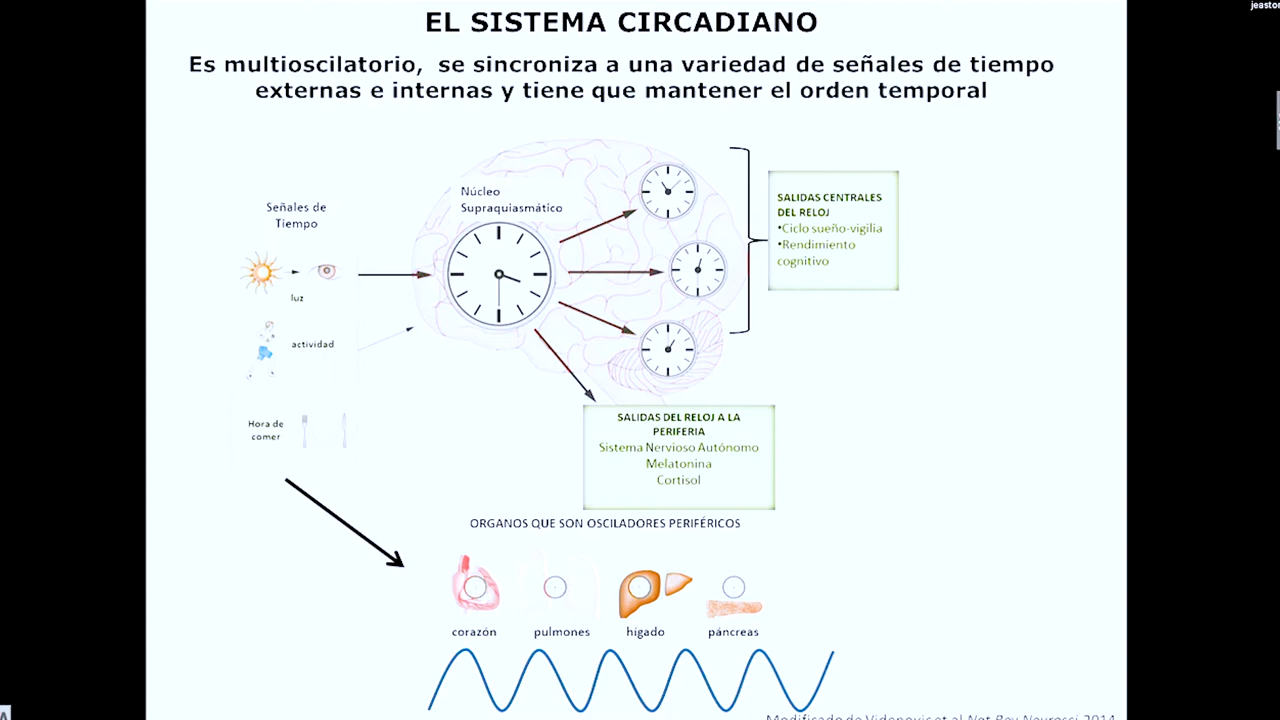 EL SISTEMA CIRCADIANO
Es multioscilatorio, se sincroniza a una variedad de señales de tiempo
externas e internas y tiene que mantener el orden temporal
Señales de
Tiempo
luz
actividad
Hora de
comer
Núcleo
Supraquiasmático
SALIDAS CENTRALES
DEL RELOJ
•Ciclo sueño-vigilia
•Rendimiento
cognitivo
SALIDAS DEL RELOJ A LA
PERIFERIA
Sistema Nervioso Autónomo
Melatonina
Cortisol
ORGANOS QUE SON OSCILADORES PERIFÉRICOS
corazón
pulmones
hígado
páncreas
Modificado de Videnovic et al Nat Rev Neurosci 2014